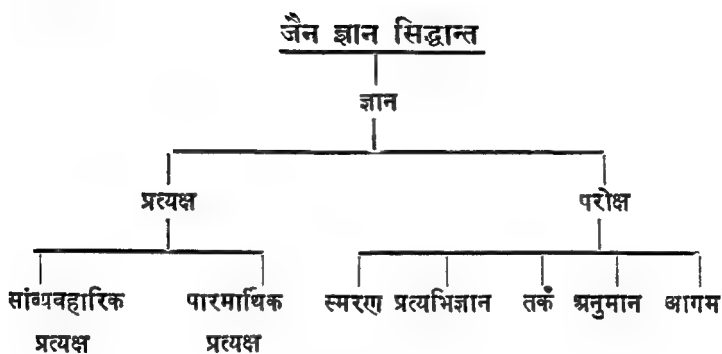 जैन ज्ञान सिद्धान्त
ज्ञान
प्रत्यक्ष परोक्ष
सांव्यवहारिक पारमार्थिक स्मरण प्रत्यभिज्ञान तर्क अनुमान आगम
प्रत्यक्ष प्रत्यक्ष